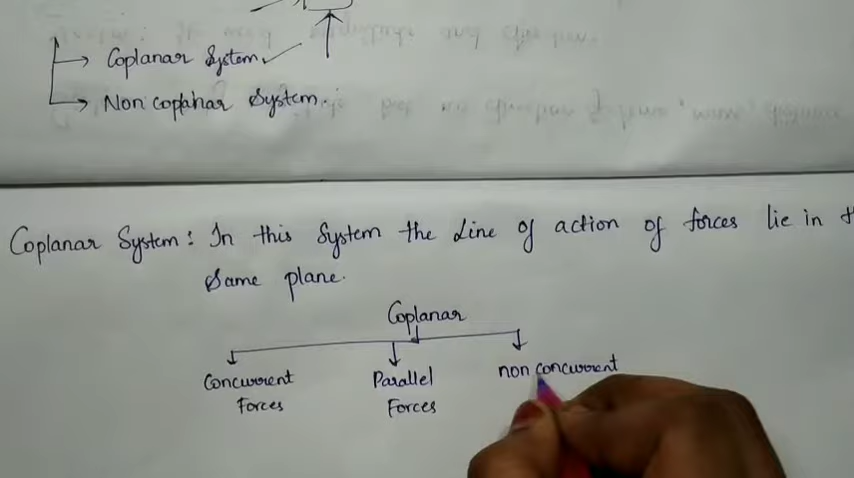 Coplanar System
Non coplanar System.
Coplanar System: In this System the Line of action of forces lie in
Same plane.
Coplanar
Concurrent Parallel non concurrent
Forces Forces